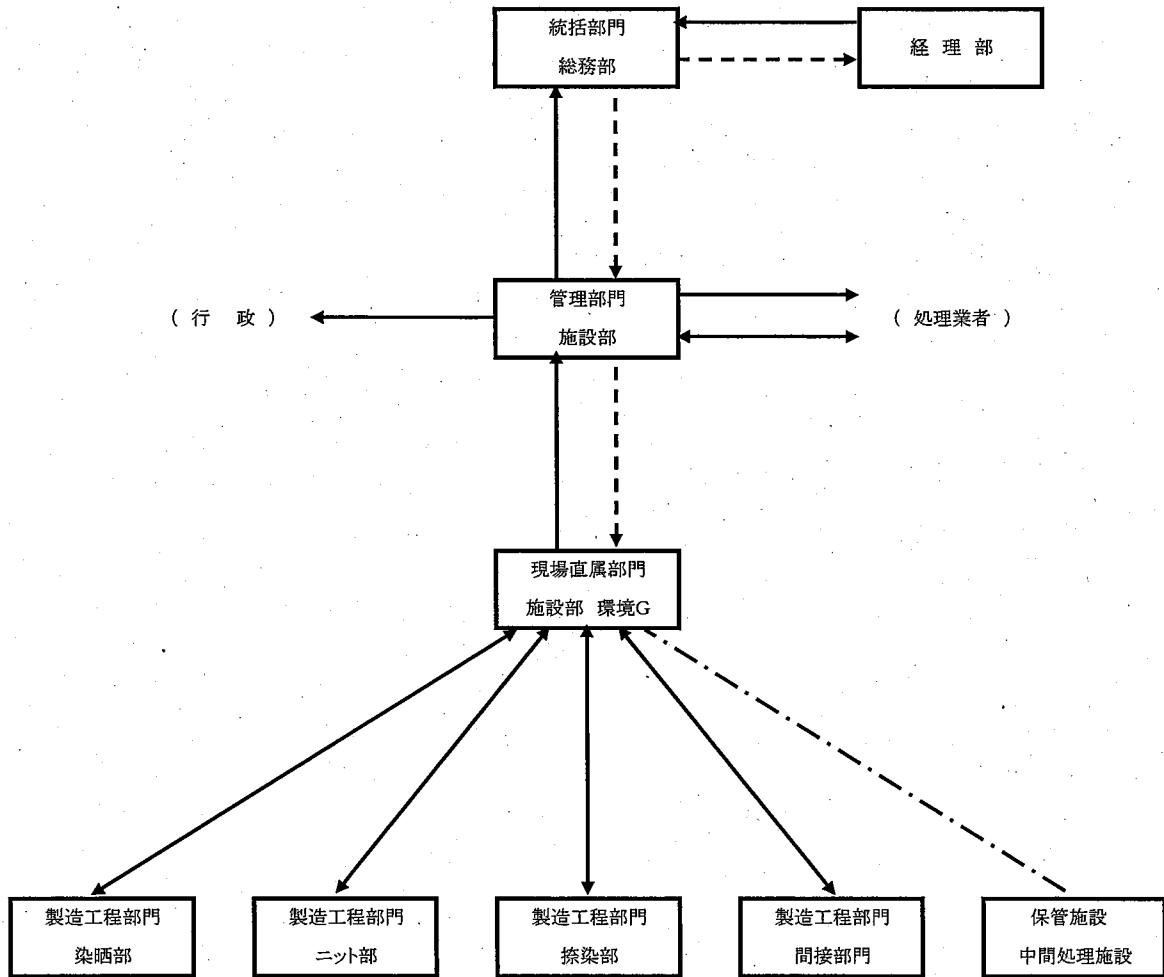 統括部門
総務部
経 理 部
管理部門
施設部
( 行 政 )
( 処理業者 )
現場直属部門
施設部 環境G
製造工程部門
染晒部
製造工程部門
ニット部
製造工程部門
捺染部
製造工程部門
間接部門
保管施設
中間処理施設